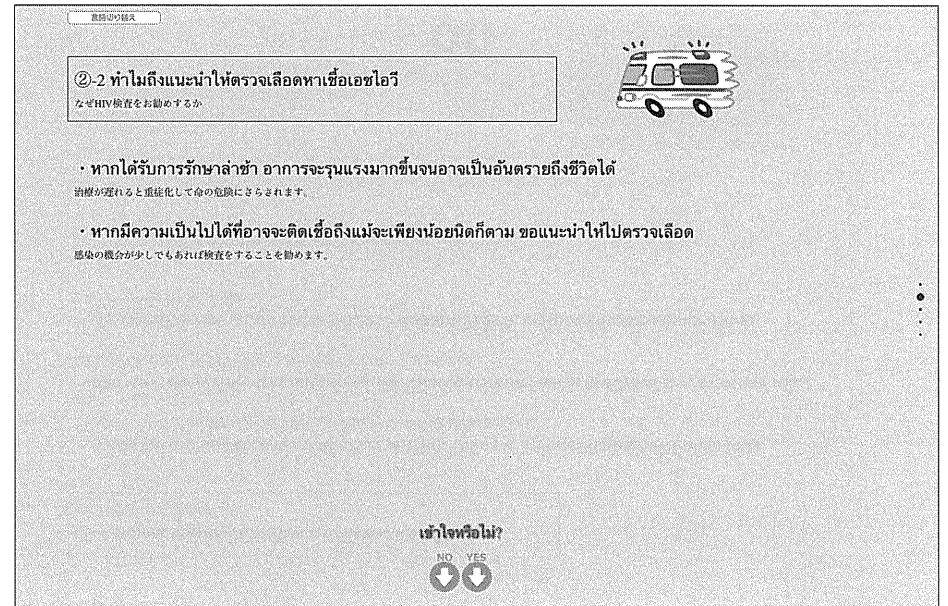 言語切り替え
②-2 ทำไมถึงแนะนำให้ตรวจเลือดหาเชื้อเอชไอวี
なぜHIV検査をお勧めするか
・หากได้รับการรักษาล่าช้า อาการจะรุนแรงมากขึ้นจนอาจเป็นอันตรายถึงชีวิตได้
治療が遅れると重症化して命の危険にさらされます。
・หากมีความเป็นไปได้ที่อาจจะติดเชื้อถึงแม้จะเพียงน้อยนิดก็ตาม ขอแนะนำให้ไปตรวจเลือด
感染の機会が少しでもあれば検査をすることを勧めます。
เข้าใจหรือไม่?
NO YES